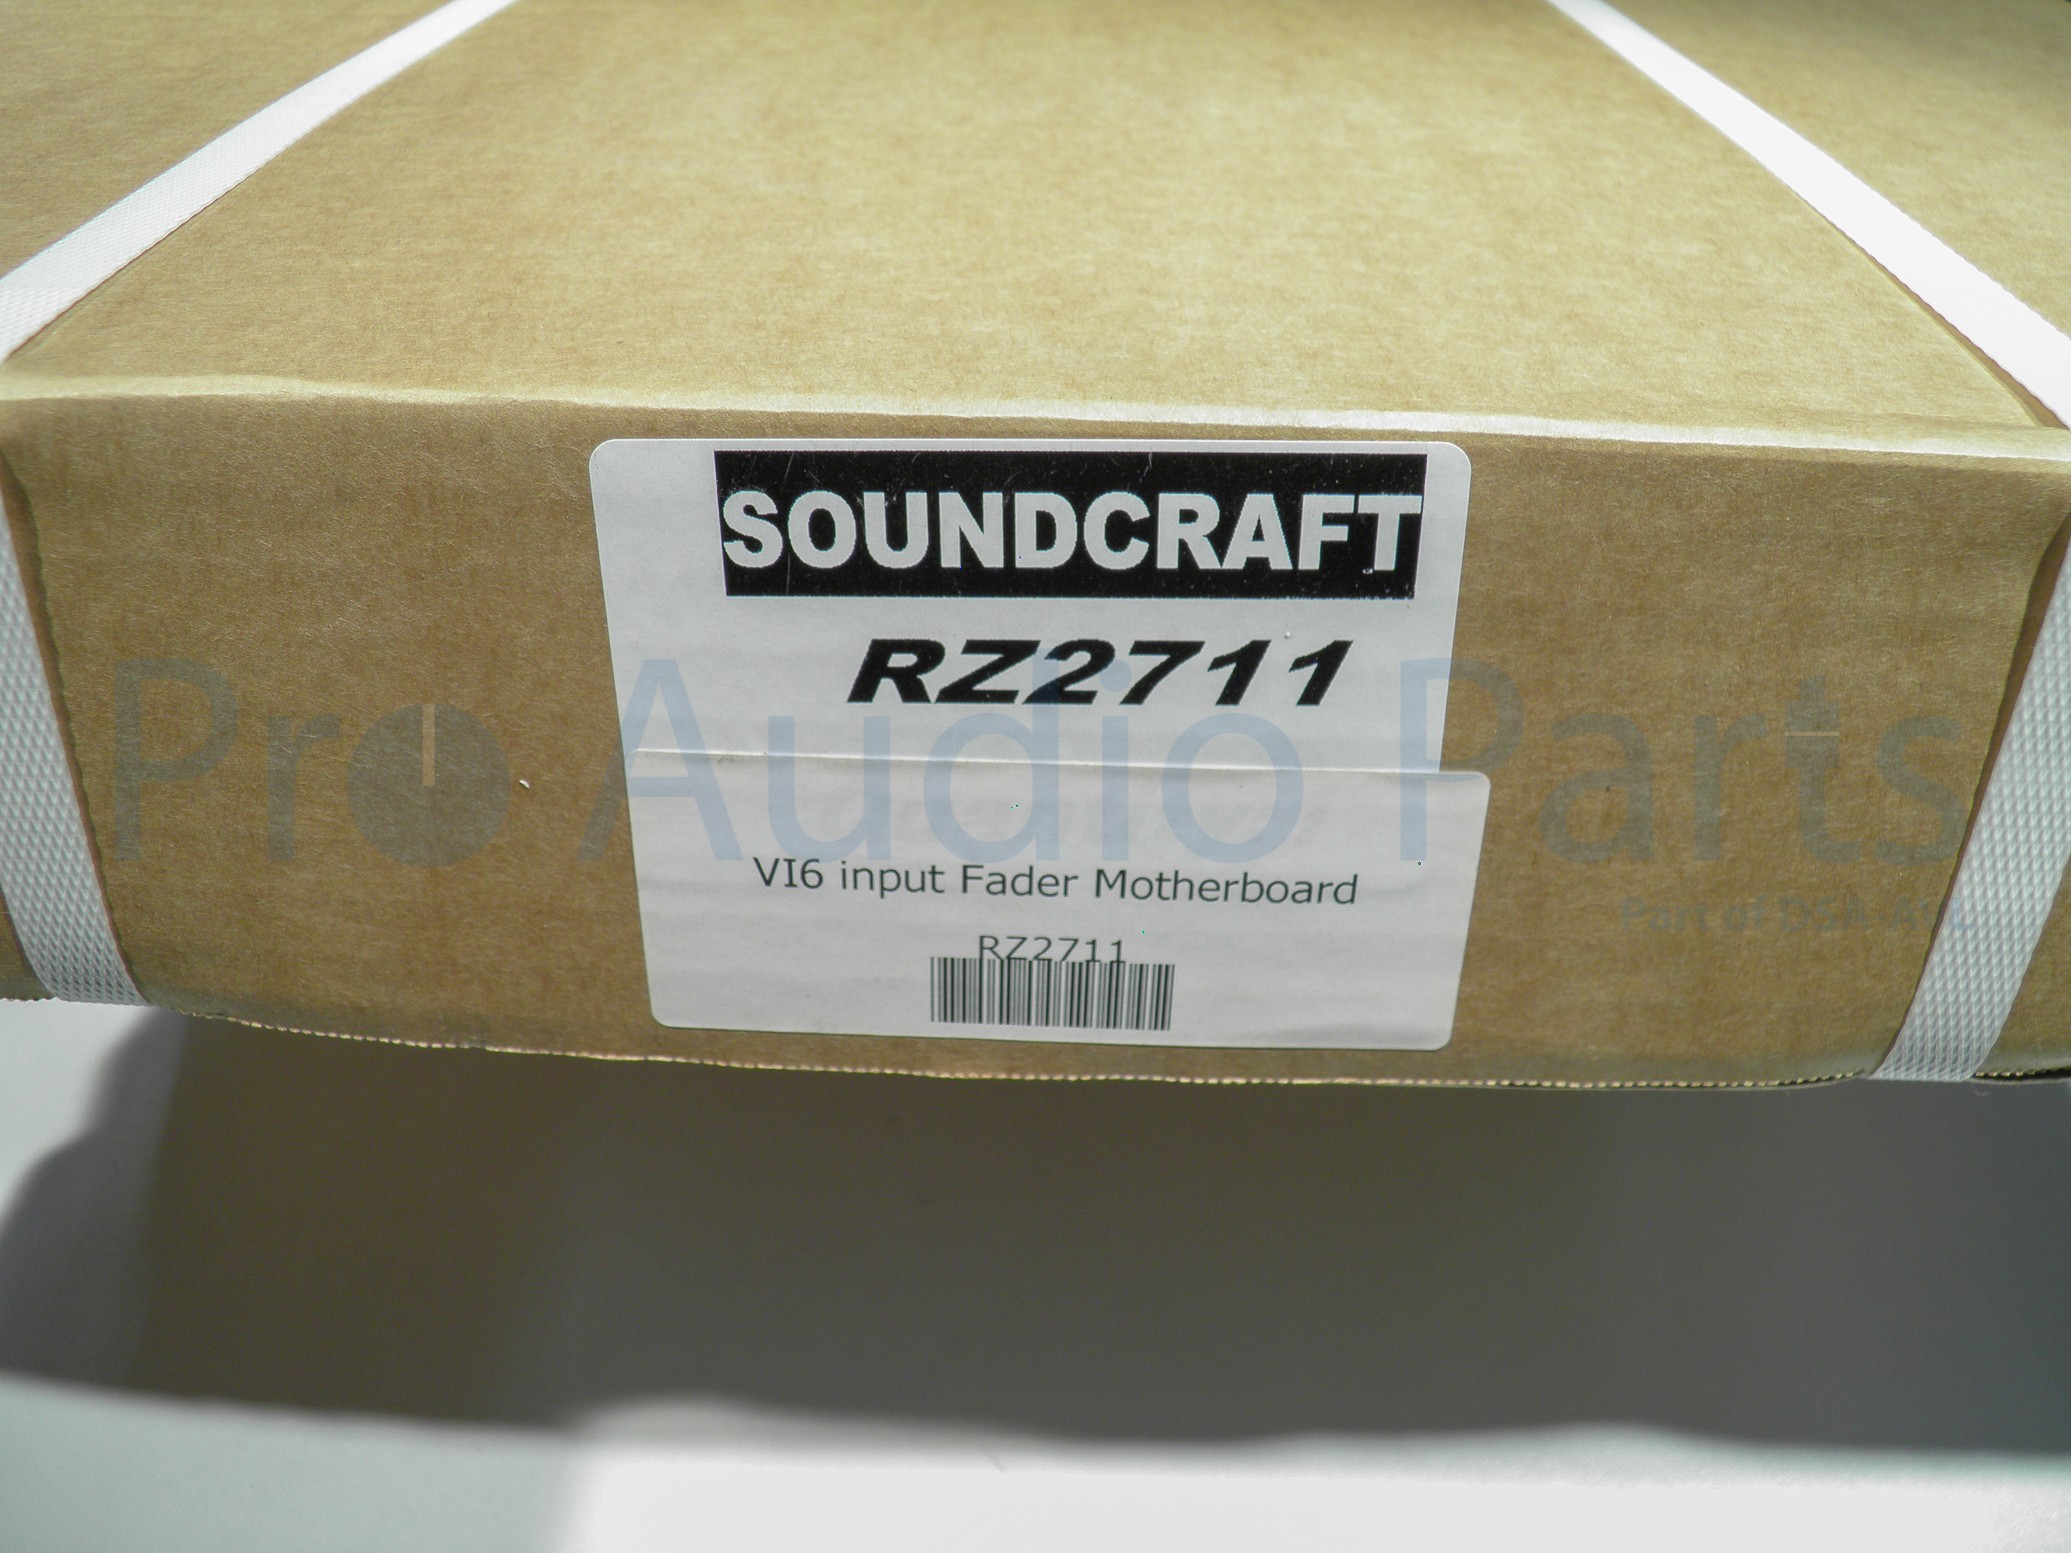 SOUNDCRAFT
RZ2711
Pro Audio Parts
VI6 input Fader Motherboard
Part of DSA-AVL
RZ2711